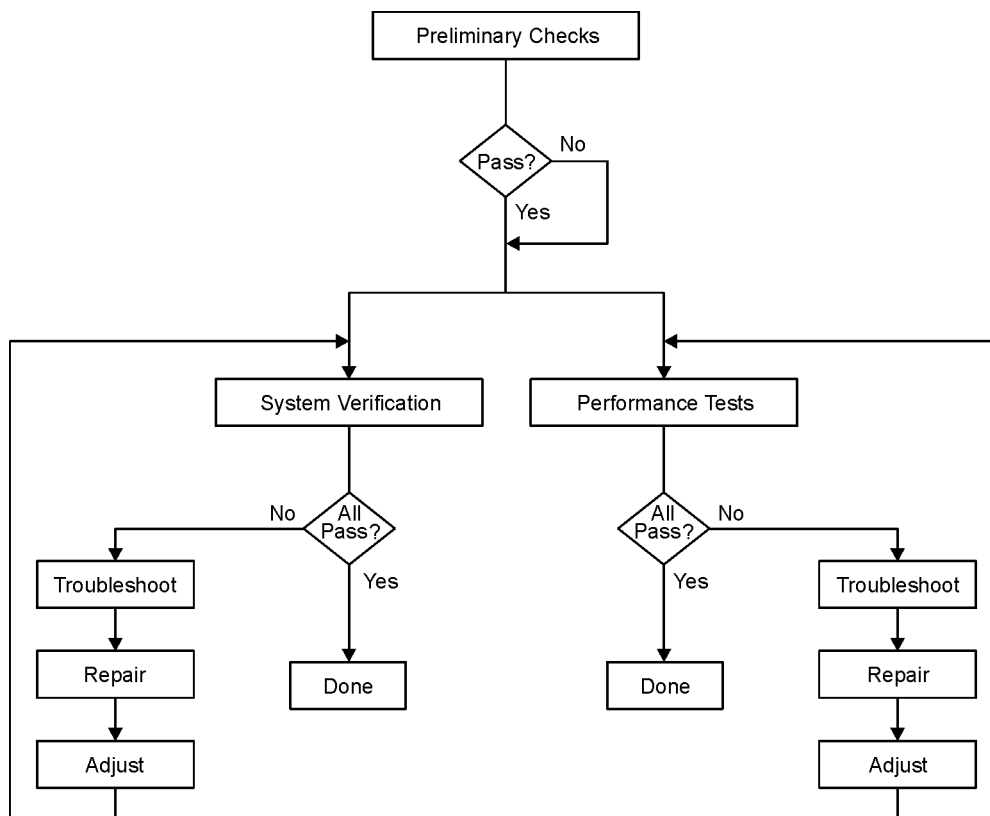 Preliminary Checks
Pass?
No
Yes
System Verification
Performance Tests
No
All
Pass?
Yes
All
Pass?
No
Yes
Troubleshoot
Repair
Adjust
Done
Done
Troubleshoot
Repair
Adjust